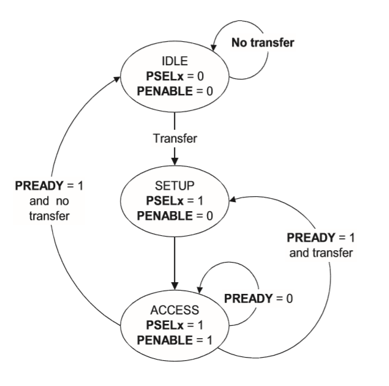 No transfer
IDLE
PSELx = 0
PENABLE = 0
Transfer
SETUP
PSELx = 1
PENABLE = 0
PREADY = 1
and no
transfer
PREADY = 1
and transfer
PREADY = 0
ACCESS
PSELx = 1
PENABLE = 1